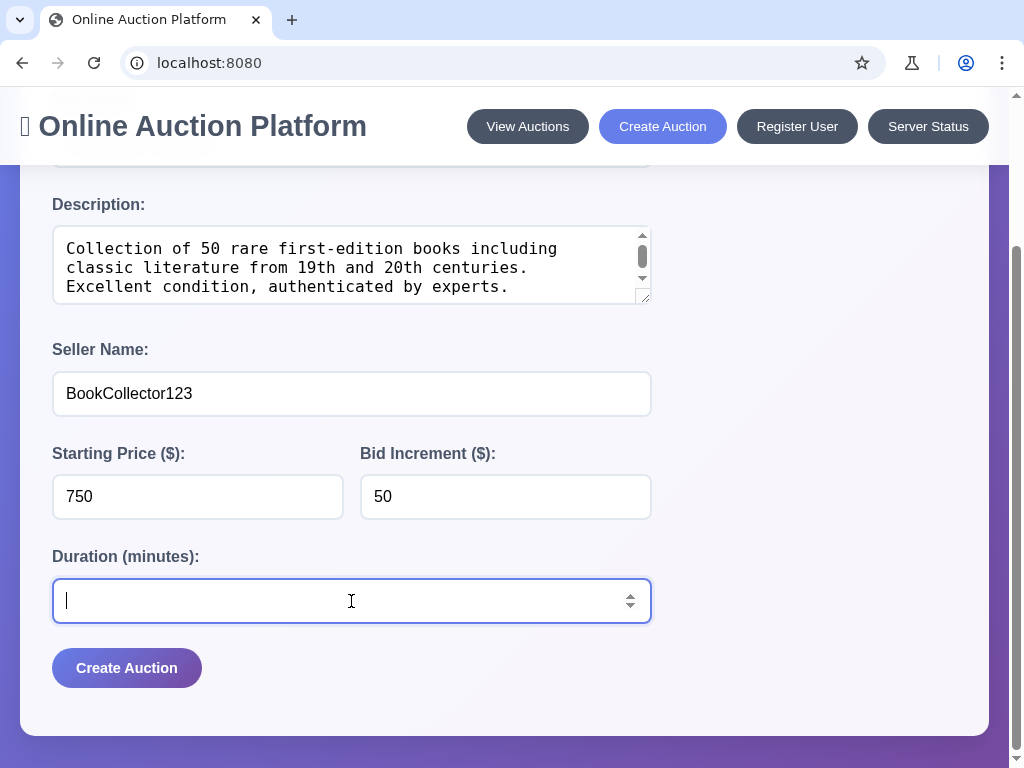 Online Auction Platform
localhost:8080
Online Auction Platform
View Auctions
Create Auction
Register User
Server Status
Description:
Collection of 50 rare first-edition books including
classic literature from 19th and 20th centuries.
Excellent condition, authenticated by experts.
Seller Name:
BookCollector123
Starting Price ($):
Bid Increment ($):
750
50
Duration (minutes):
Create Auction